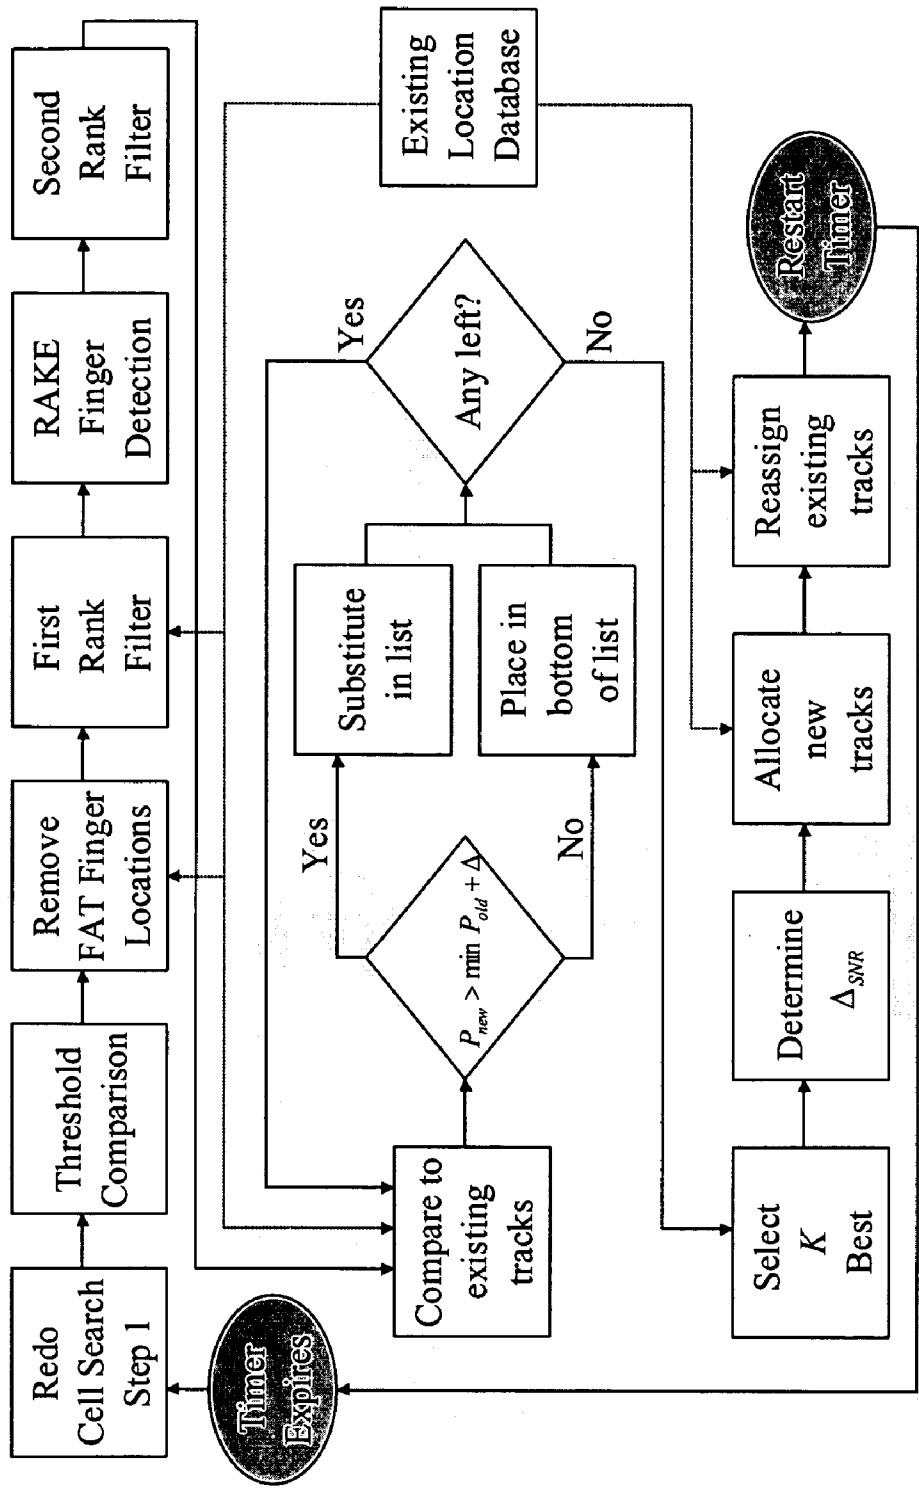 Redo
Cell Search
Step 1
Threshold
Comparison
Remove
FAT Finger
Locations
First
Rank
Filter
RAKE
Finger
Detection
Second
Rank
Filter
Timer
Expires
Compare to
existing
tracks
P_new > min P_old + Δ
Yes
No
Substitute
in list
Place in
bottom
of list
Any left?
Yes
No
Existing
Location
Database
Select
K
Best
Determine
Δ_SNR
Allocate
new
tracks
Reassign
existing
tracks
Restart
Timer